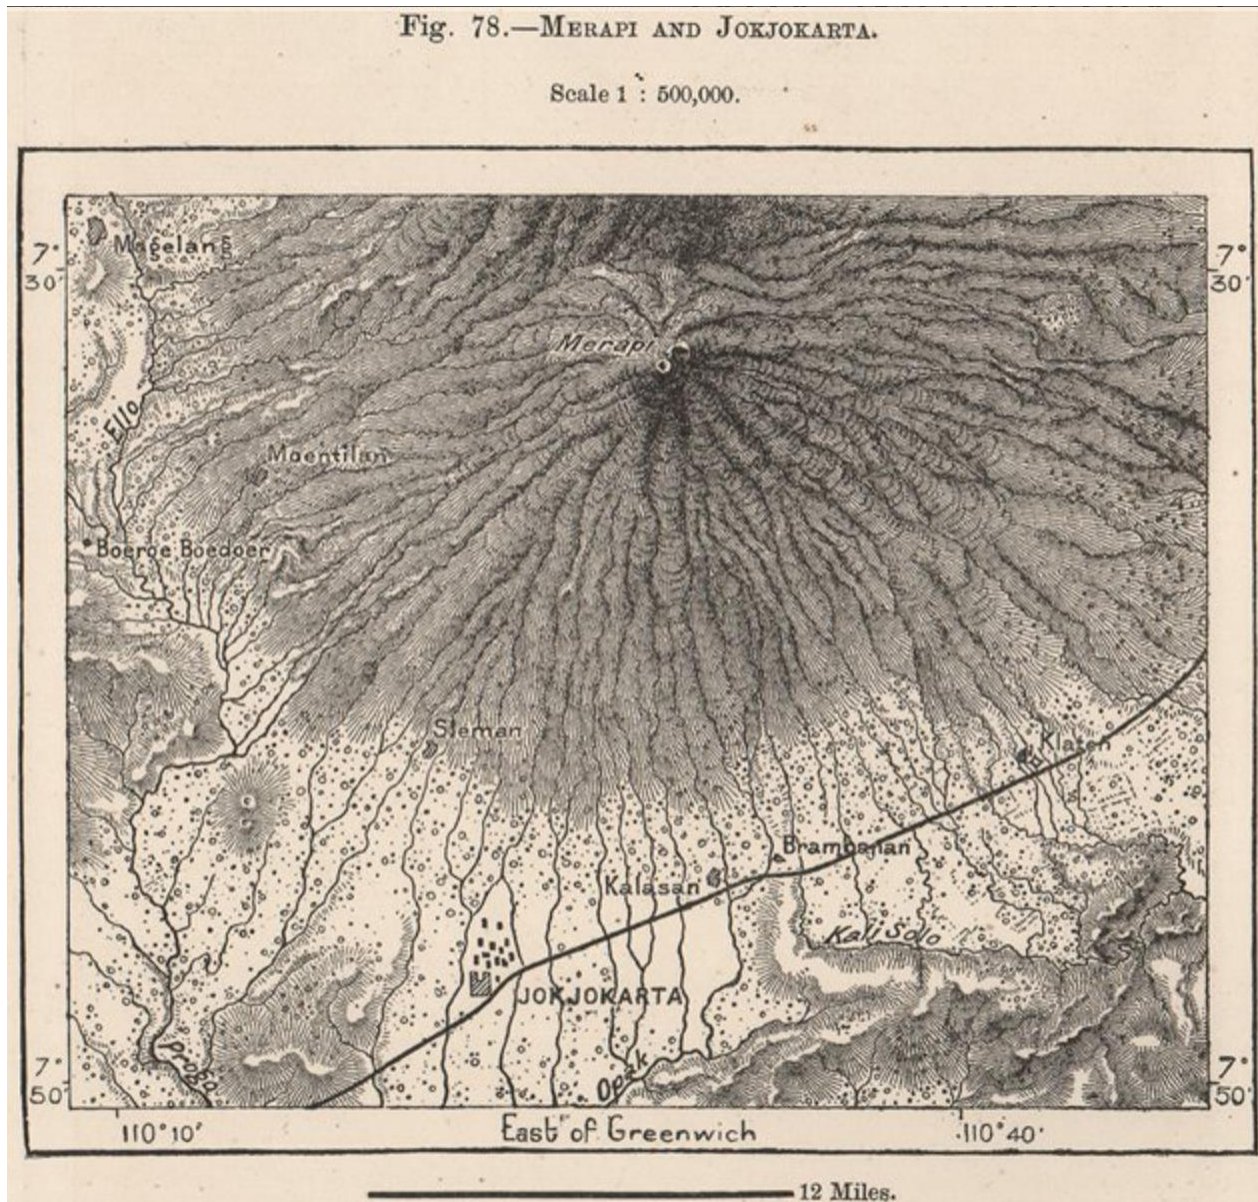 Fig. 78.—Merapi and Jokjokarta.
Scale 1 : 500,000.
7°
30'
7°
30'
Magelang
Merapi
Ello
Moentilan
Boeroe Boedoer
Sleman
Klaten
Brambanan
Kalasan
Kali Solo
JOKJOKARTA
Progo
Opak
7°
50'
7°
50'
110°10'
East of Greenwich
110°40'
12 Miles.